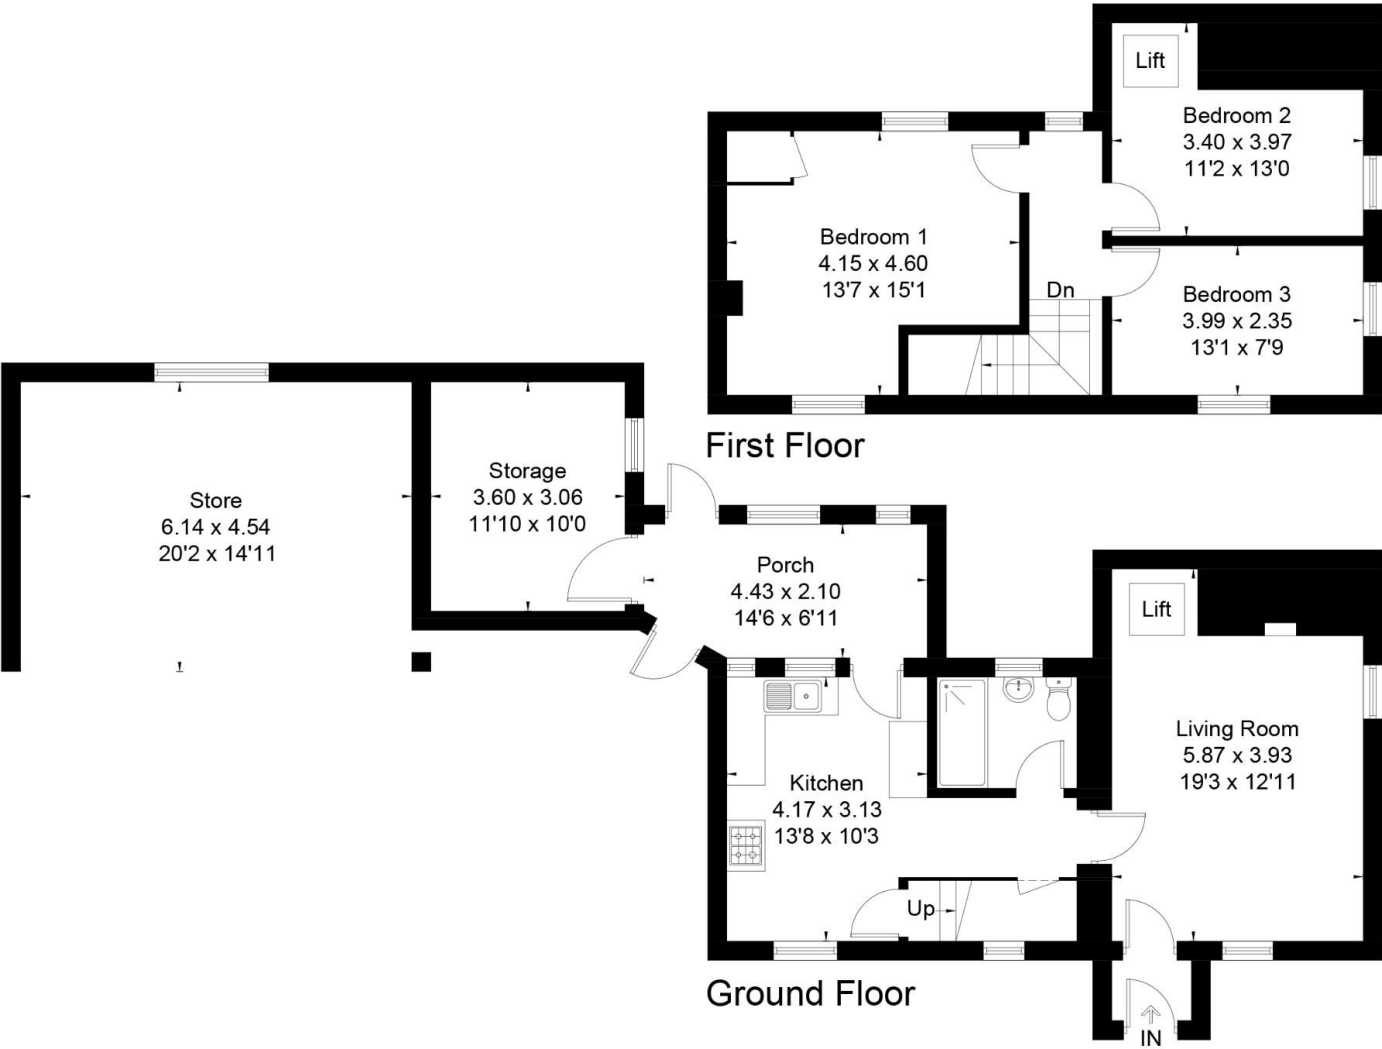 Lift
Bedroom 2
3.40 x 3.97
11'2 x 13'0
Bedroom 1
4.15 x 4.60
13'7 x 15'1
Dn
Bedroom 3
3.99 x 2.35
13'1 x 7'9
First Floor
Store
6.14 x 4.54
20'2 x 14'11
Storage
3.60 x 3.06
11'10 x 10'0
Porch
4.43 x 2.10
14'6 x 6'11
Lift
Living Room
5.87 x 3.93
19'3 x 12'11
Kitchen
4.17 x 3.13
13'8 x 10'3
Up
Ground Floor
IN